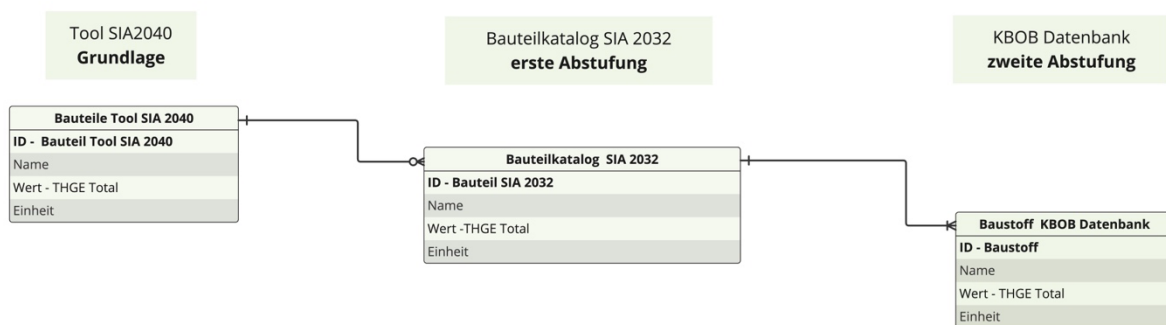 Tool SIA2040
Grundlage
Bauteilkatalog SIA 2032
erste Abstufung
KBOB Datenbank
zweite Abstufung
Bauteile Tool SIA 2040
ID - Bauteil Tool SIA 2040
Name
Wert - THGE Total
Einheit
Bauteilkatalog SIA 2032
ID - Bauteil SIA 2032
Name
Wert -THGE Total
Einheit
Baustoff KBOB Datenbank
ID - Baustoff
Name
Wert - THGE Total
Einheit